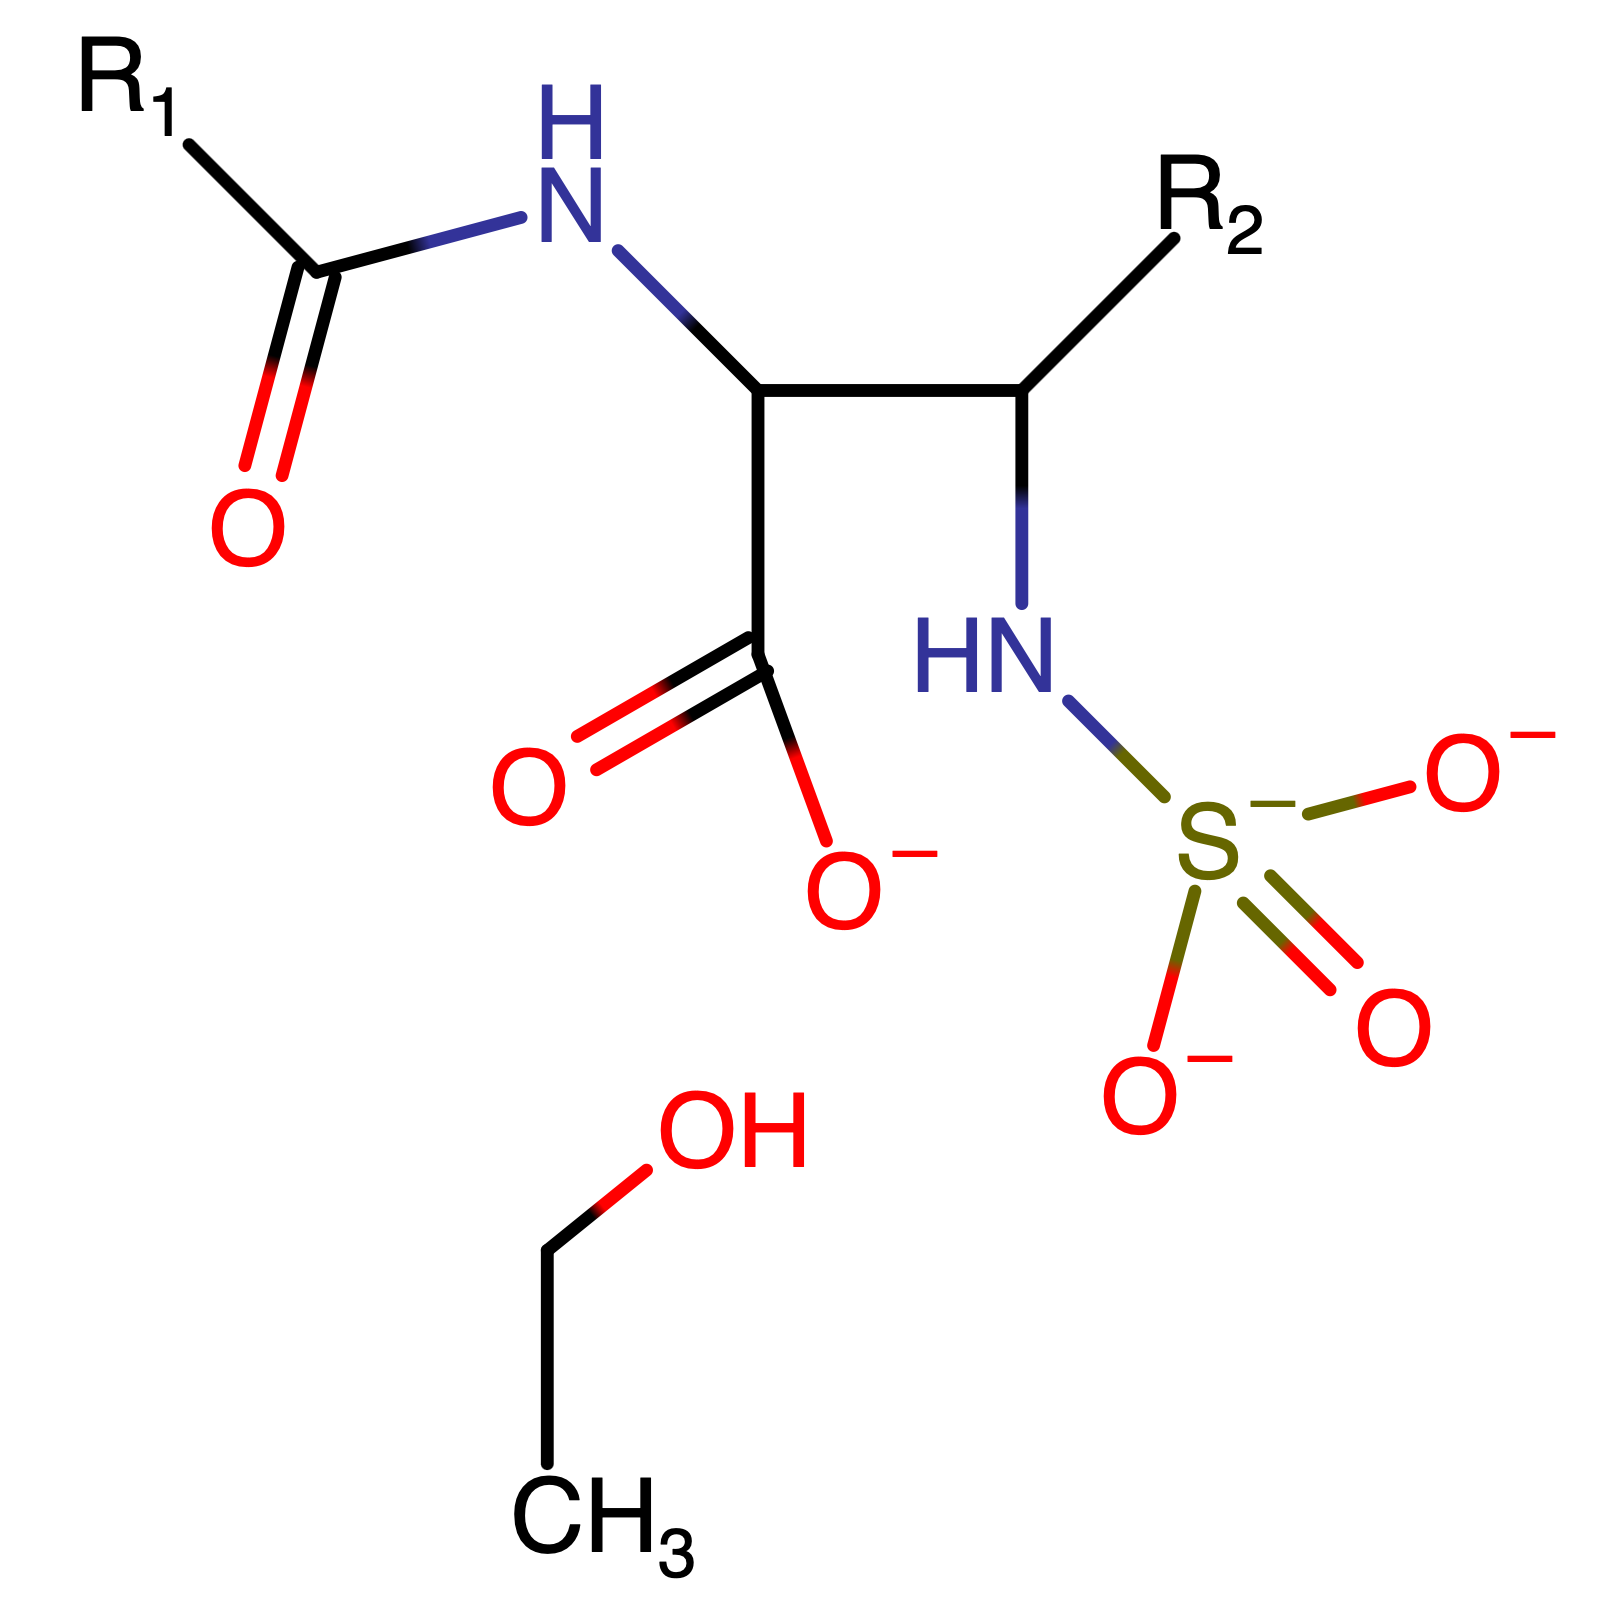 R₁
H
N
R₂
O
HN
O
O⁻
S⁻
O⁻
O
O⁻
OH
CH₃